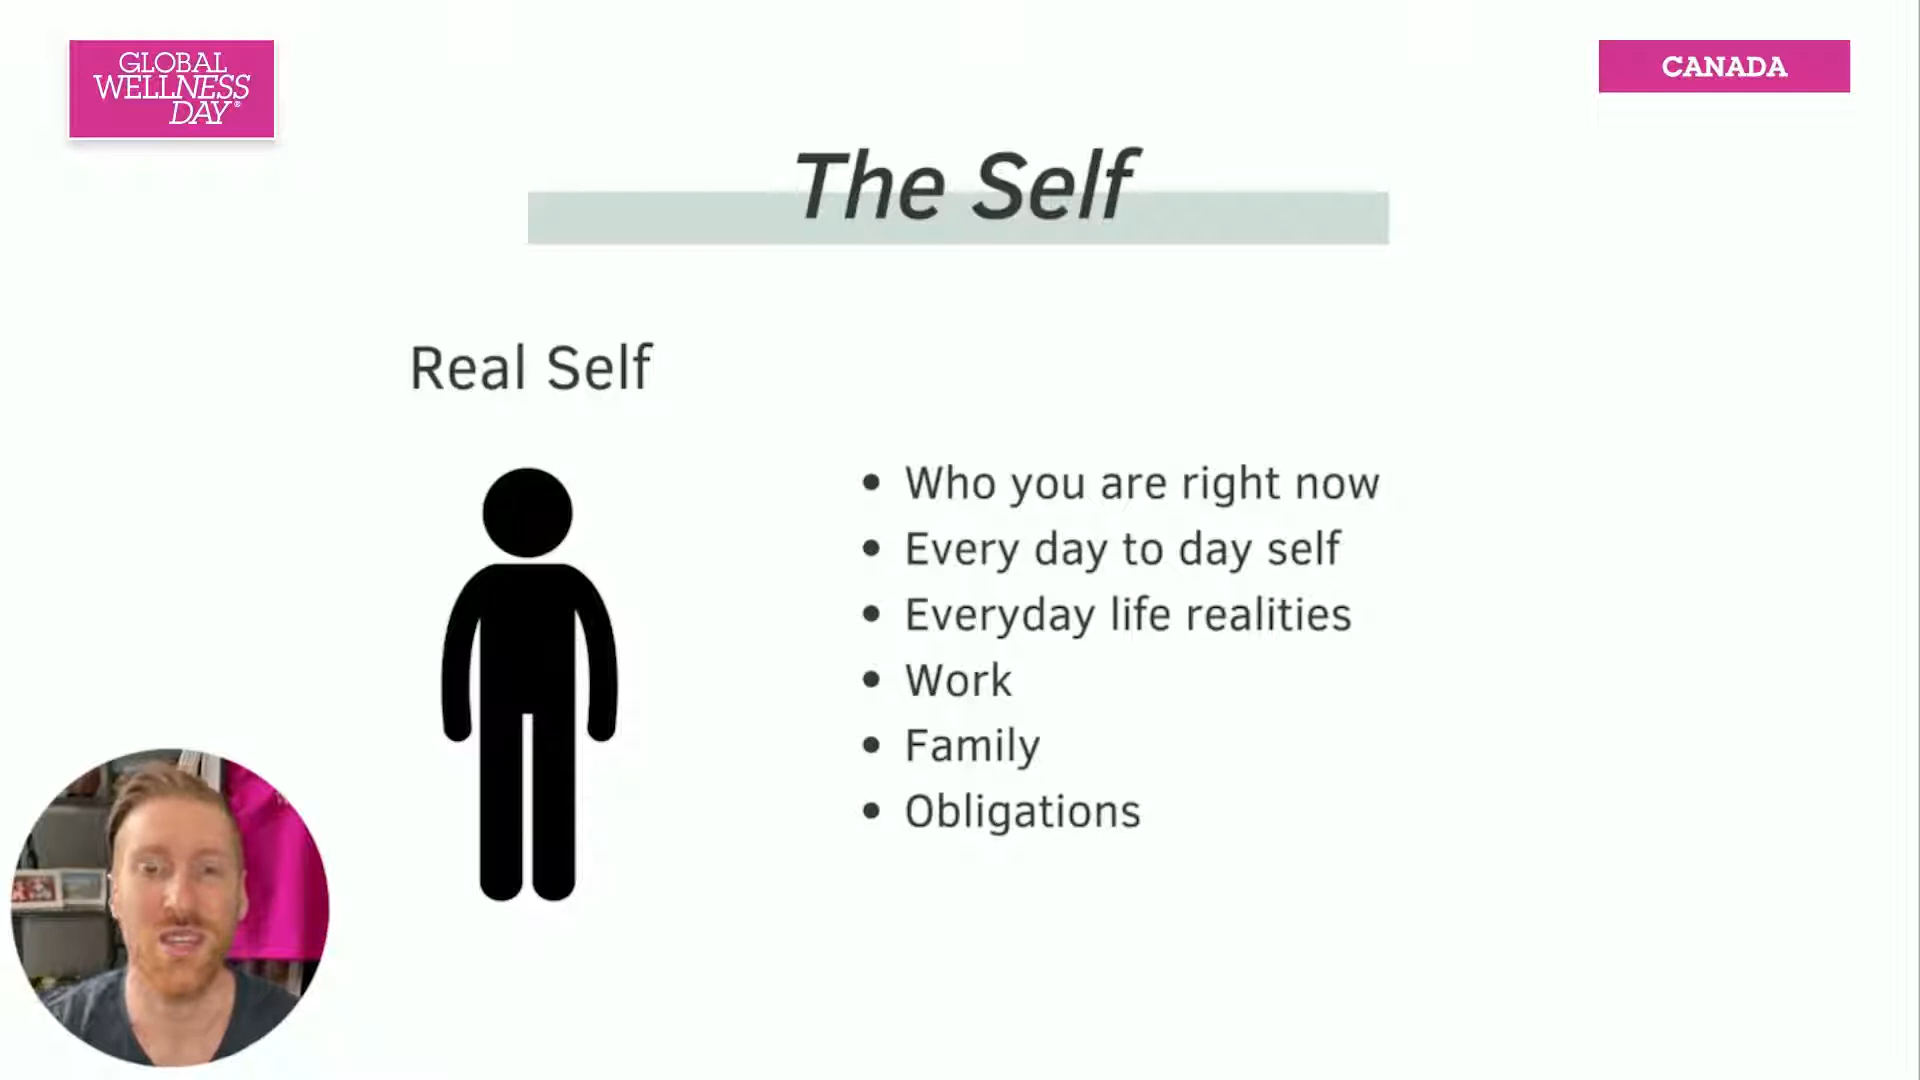 GLOBAL
WELLNESS
DAY®
CANADA
The Self
Real Self
• Who you are right now
• Every day to day self
• Everyday life realities
• Work
• Family
• Obligations